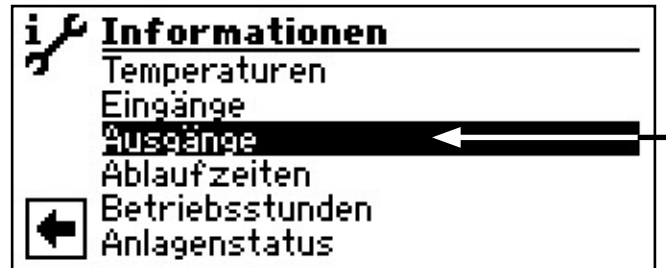 Informationen
Temperaturen
Eingänge
Ausgänge
Ablaufzeiten
Betriebsstunden
Anlagenstatus